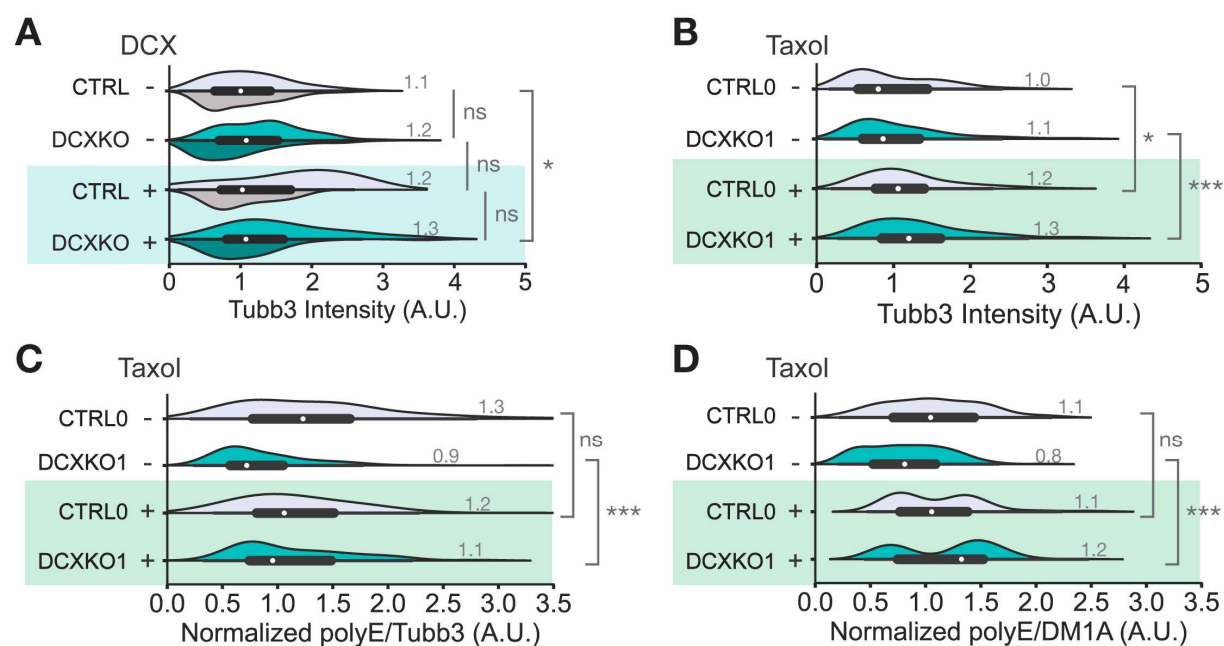 A
DCX
CTRL - 1.1
DCXKO - 1.2
CTRL + 1.2
DCXKO + 1.3
ns
ns
ns
*
0 1 2 3 4 5
Tubb3 Intensity (A.U.)
B
Taxol
CTRL0 - 1.0
DCXKO1 - 1.1
CTRL0 + 1.2
DCXKO1 + 1.3
*
***
0 1 2 3 4 5
Tubb3 Intensity (A.U.)
C
Taxol
CTRL0 - 1.3
DCXKO1 - 0.9
CTRL0 + 1.2
DCXKO1 + 1.1
ns
***
0.0 0.5 1.0 1.5 2.0 2.5 3.0 3.5
Normalized polyE/Tubb3 (A.U.)
D
Taxol
CTRL0 - 1.1
DCXKO1 - 0.8
CTRL0 + 1.1
DCXKO1 + 1.2
ns
***
0.0 0.5 1.0 1.5 2.0 2.5 3.0 3.5
Normalized polyE/DM1A (A.U.)